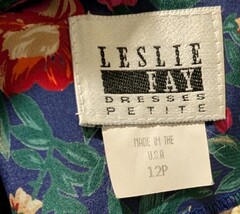 LESLIE
FAY
DRESSES
PETITE
MADE IN THE
U.S.A
12P